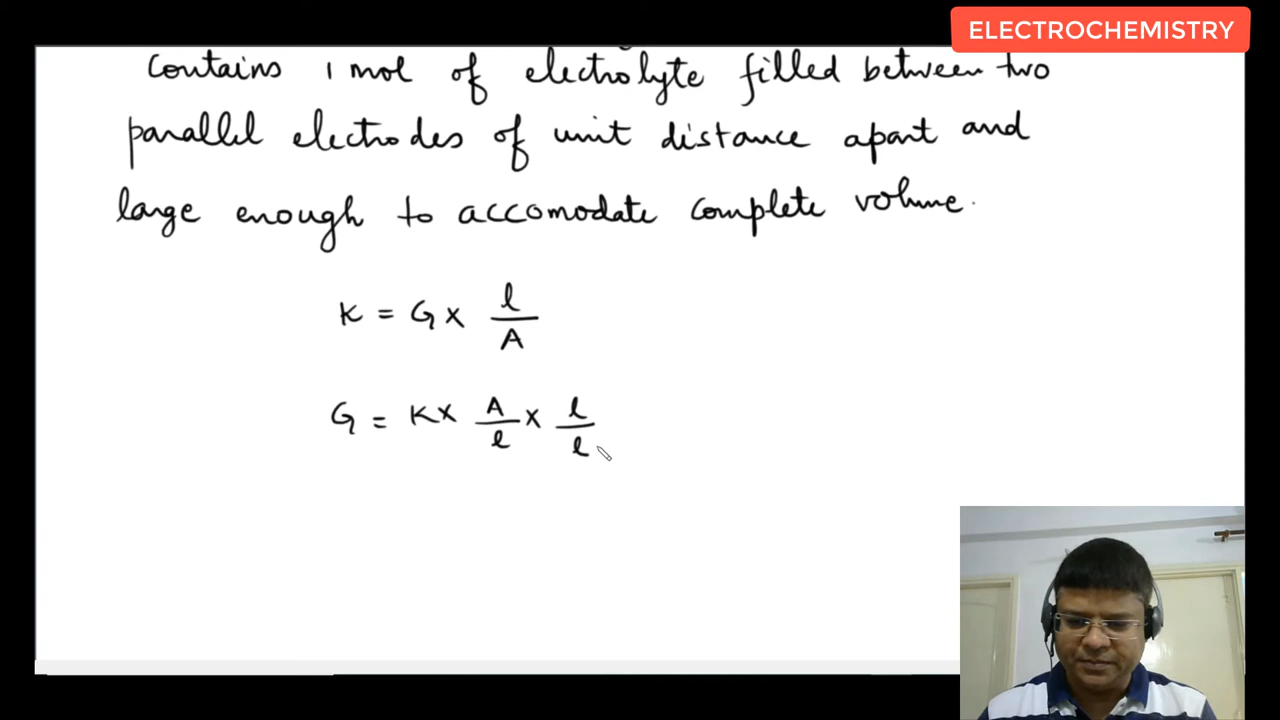 ELECTROCHEMISTRY
Contains 1 mol of electrolyte filled between two
parallel electrodes of unit distance apart and
large enough to accomodate complete volume.
K = G × l/A
G = K × A/l × l/l